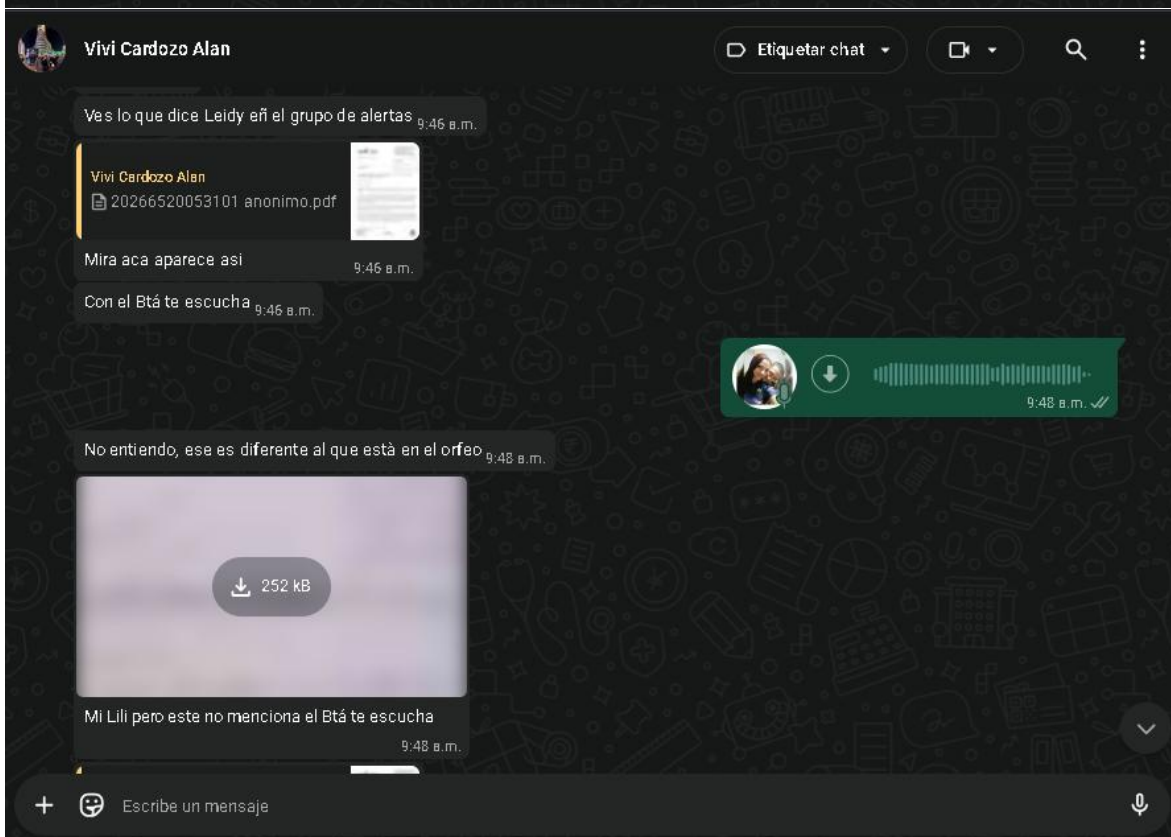 Vivi Cardozo Alan
Etiquetar chat
Ves lo que dice Leidy eñ el grupo de alertas 9:46 a.m.
Vivi Cardozo Alan
20266520053101 anonimo.pdf
Mira aca aparece asi 9:46 a.m.
Con el Btá te escucha 9:46 a.m.
9:48 a.m.
No entiendo, ese es diferente al que està en el orfeo 9:48 a.m.
252 kB
Mi Lili pero este no menciona el Btá te escucha
9:48 a.m.
Escribe un mensaje